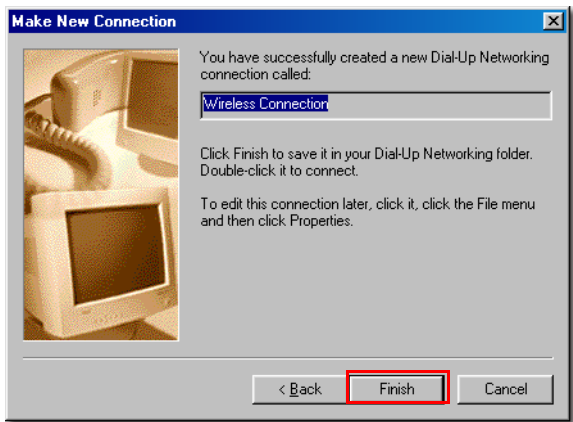 Make New Connection
You have successfully created a new Dial-Up Networking
connection called:
Wireless Connection
Click Finish to save it in your Dial-Up Networking folder.
Double-click it to connect.
To edit this connection later, click it, click the File menu
and then click Properties.
< Back
Finish
Cancel